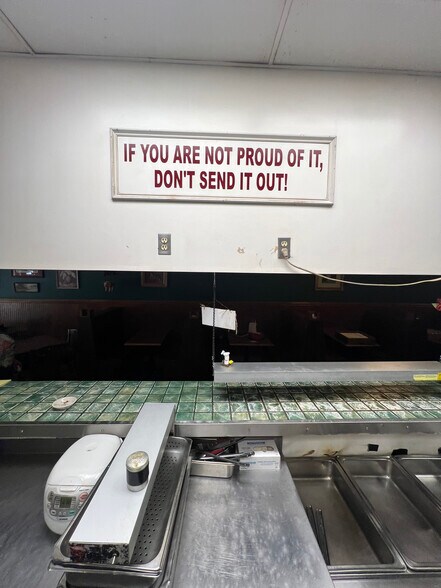 IF YOU ARE NOT PROUD OF IT,
DON'T SEND IT OUT!